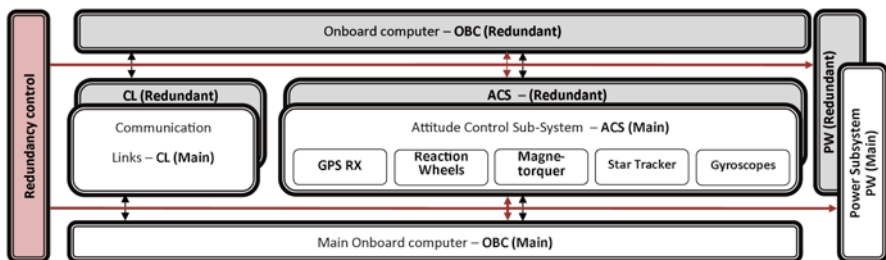 Onboard computer – OBC (Redundant)
Redundancy control
CL (Redundant)
Communication
Links – CL (Main)
ACS – (Redundant)
Attitude Control Sub-System – ACS (Main)
GPS RX
Reaction
Wheels
Magne-
torquer
Star Tracker
Gyroscopes
PW (Redundant)
Power Subsystem
PW (Main)
Main Onboard computer – OBC (Main)